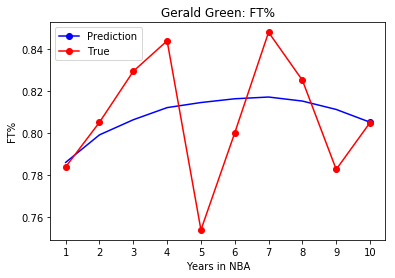 Gerald Green: FT%
Prediction
True
FT%
0.84
0.82
0.80
0.78
0.76
1 2 3 4 5 6 7 8 9 10
Years in NBA